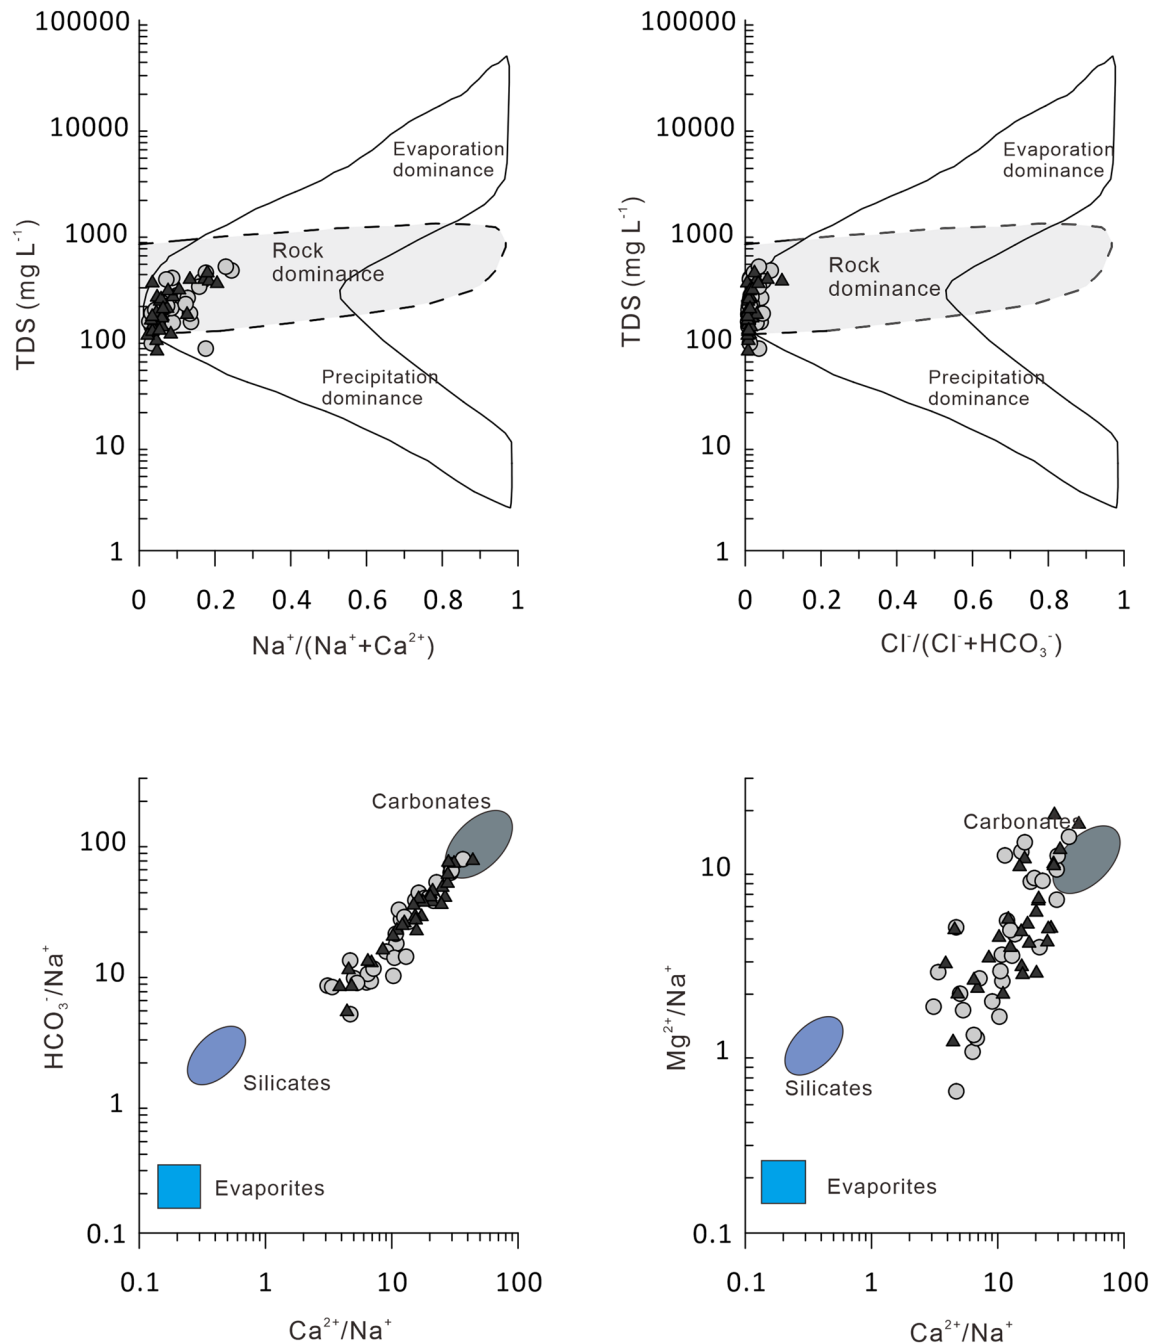 100000
10000
1000
100
10
1
TDS (mg L⁻¹)
Evaporation
dominance
Rock
dominance
Precipitation
dominance
0 0.2 0.4 0.6 0.8 1
Na⁺/(Na⁺+Ca²⁺)
100000
10000
1000
100
10
1
TDS (mg L⁻¹)
Evaporation
dominance
Rock
dominance
Precipitation
dominance
0 0.2 0.4 0.6 0.8 1
Cl⁻/(Cl⁻+HCO₃⁻)
100
10
1
0.1
HCO₃⁻/Na⁺
Carbonates
Silicates
Evaporites
0.1 1 10 100
Ca²⁺/Na⁺
10
1
0.1
Mg²⁺/Na⁺
Carbonates
Silicates
Evaporites
0.1 1 10 100
Ca²⁺/Na⁺